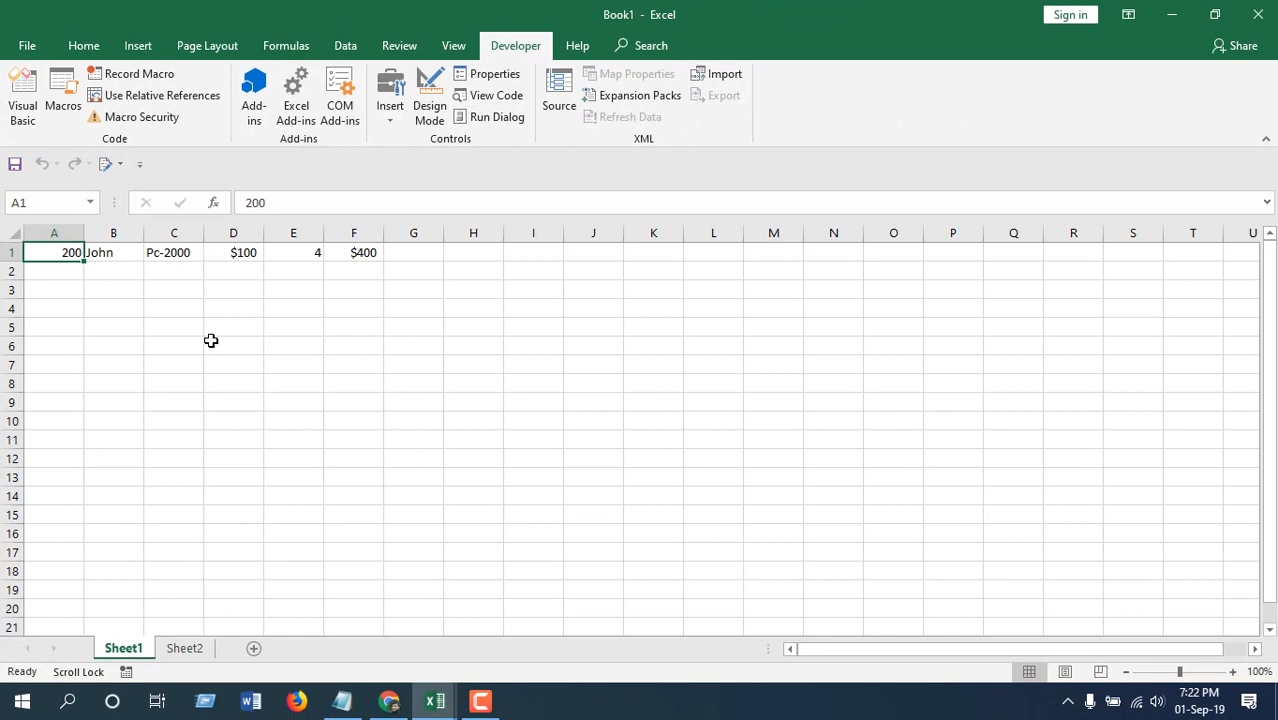 Book1 - Excel
Sign in
File Home Insert Page Layout Formulas Data Review View Developer Help Search Share
Visual Basic
Macros
Record Macro
Use Relative References
Macro Security
Code
Add-ins
Excel Add-ins
COM Add-ins
Add-ins
Insert
Design Mode
Properties
View Code
Run Dialog
Controls
Source
Map Properties
Expansion Packs
Refresh Data
Import
Export
XML
A1 fx 200
A B C D E F G H I J K L M N O P Q R S T U
1 200 John Pc-2000 $100 4 $400
2
3
4
5
6
7
8
9
10
11
12
13
14
15
16
17
18
19
20
21
Sheet1 Sheet2
Ready Scroll Lock 100%
7:22 PM
01-Sep-19